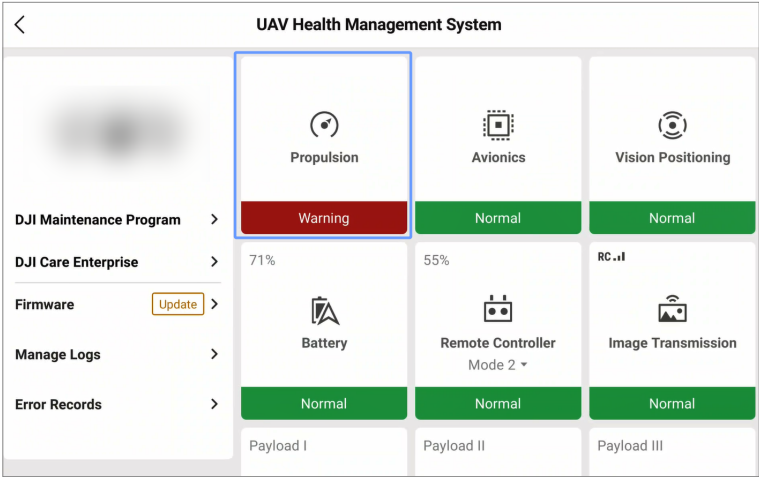 UAV Health Management System
DJI Maintenance Program
DJI Care Enterprise
Firmware
Update
Manage Logs
Error Records
Propulsion
Warning
Avionics
Normal
Vision Positioning
Normal
71%
Battery
Normal
55%
Remote Controller
Mode 2
Normal
RC
Image Transmission
Normal
Payload I
Payload II
Payload III